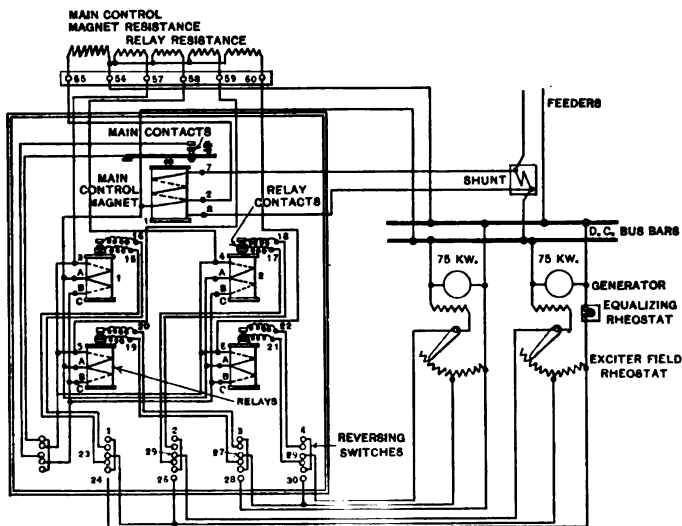 MAIN CONTROL
MAGNET RESISTANCE
RELAY RESISTANCE
65 56 57 58 59 60
FEEDERS
MAIN CONTACTS
MAIN
CONTROL
MAGNET
7
2
8
1
SHUNT
RELAY
CONTACTS
D.C. BUS BARS
16
15
18
17
3
A
B
C
1
4
A
B
C
2
75 KW.
75 KW.
GENERATOR
EQUALIZING
RHEOSTAT
20
19
22
21
5
A
B
C
A
B
C
EXCITER FIELD
RHEOSTAT
RELAYS
1 2 3 4
REVERSING
SWITCHES
23 25 27 29
24 26 28 30